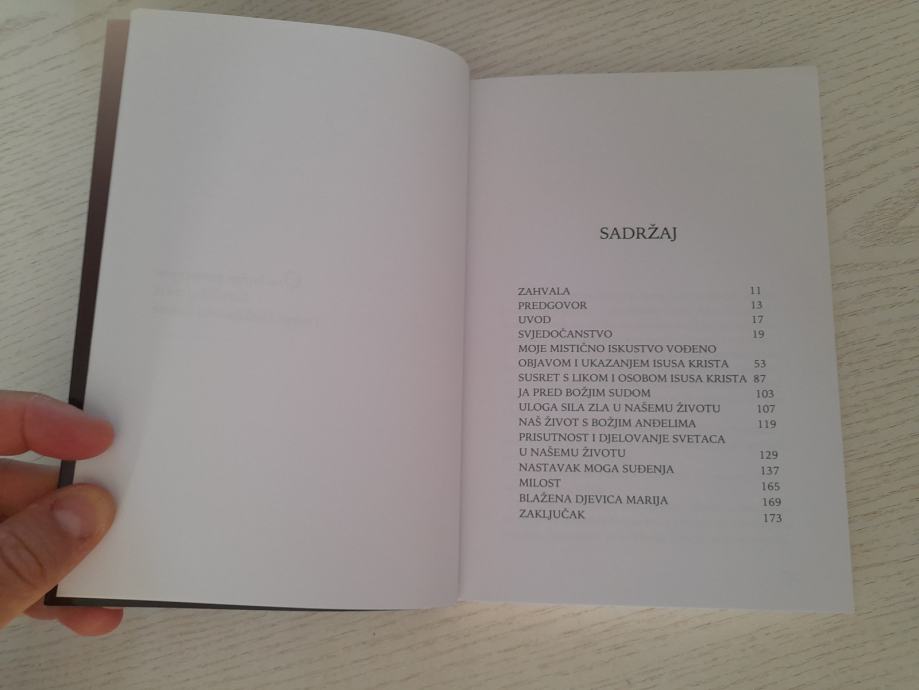 SADRŽAJ
ZAHVALA 11
PREDGOVOR 13
UVOD 17
SVJEDOČANSTVO 19
MOJE MISTIČNO ISKUSTVO VOĐENO
OBJAVOM I UKAZANJEM ISUSA KRISTA 53
SUSRET S LIKOM I OSOBOM ISUSA KRISTA 87
JA PRED BOŽJIM SUDOM 103
ULOGA SILA ZLA U NAŠEMU ŽIVOTU 107
NAŠ ŽIVOT S BOŽJIM ANĐELIMA 119
PRISUTNOST I DJELOVANJE SVETACA
U NAŠEMU ŽIVOTU 129
NASTAVAK MOGA SUĐENJA 137
MILOST 165
BLAŽENA DJEVICA MARIJA 169
ZAKLJUČAK 173